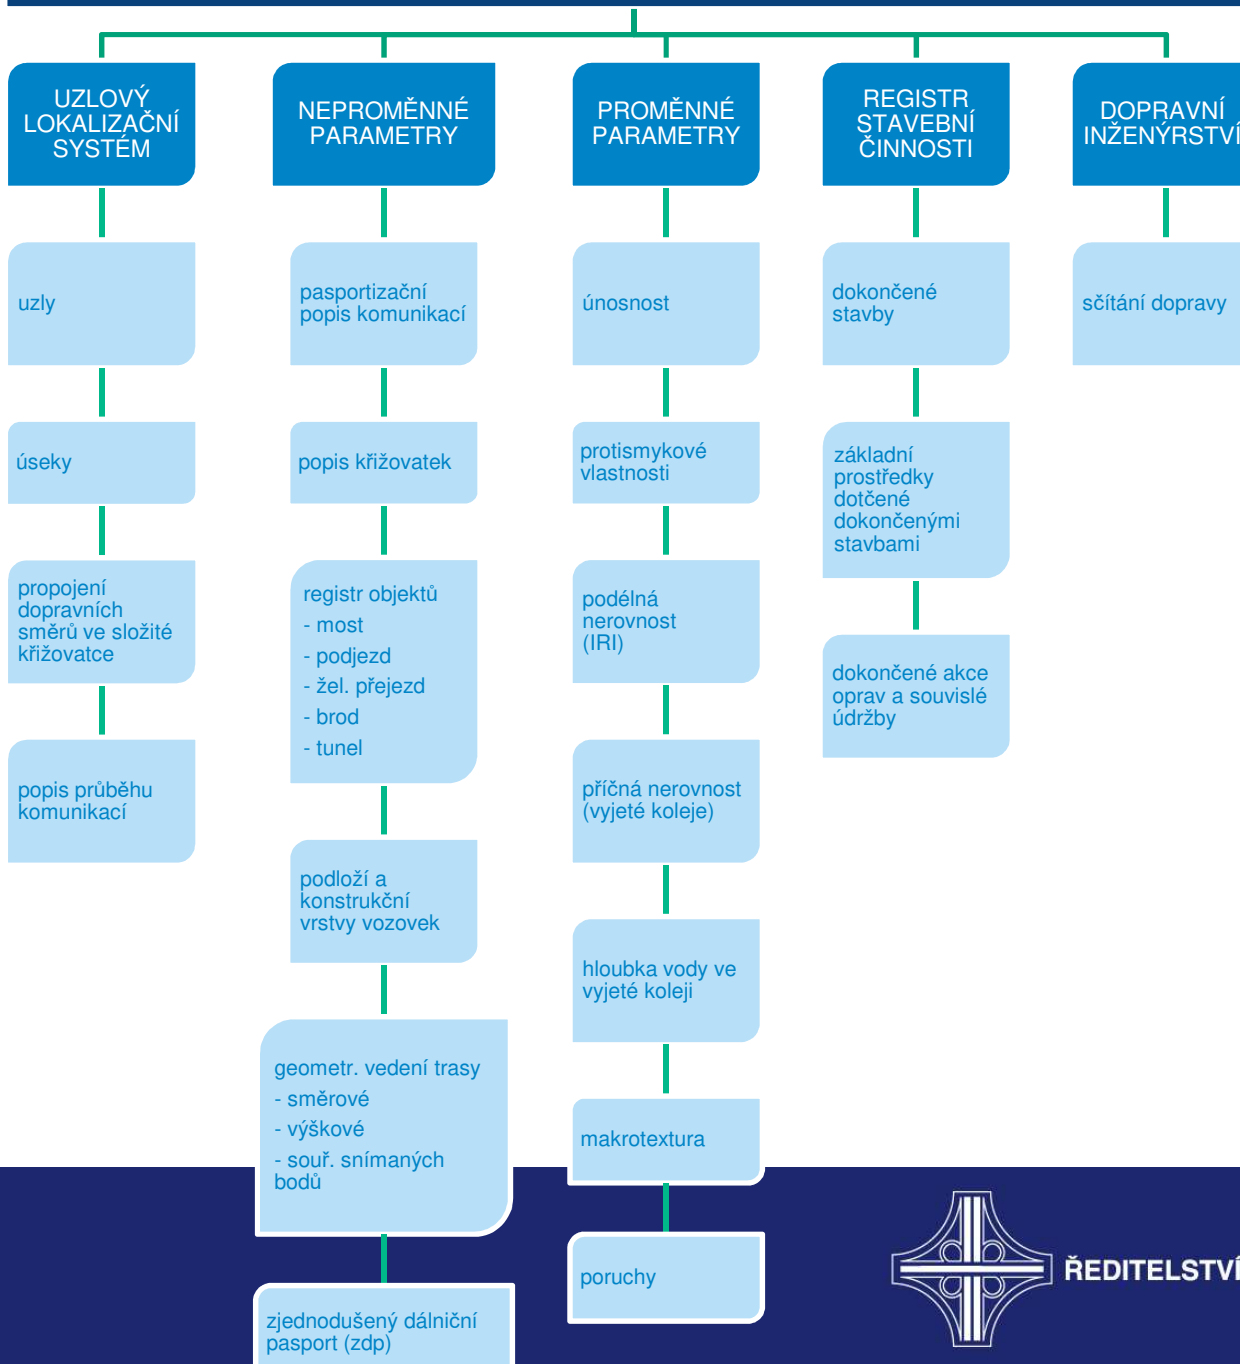 UZLOVÝ
LOKALIZAČNÍ
SYSTÉM
uzly
úseky
propojení
dopravních
směrů ve složité
křižovatce
popis průběhu
komunikací
NEPROMĚNNÉ
PARAMETRY
pasportizační
popis komunikací
popis křižovatek
registr objektů
- most
- podjezd
- žel. přejezd
- brod
- tunel
podloží a
konstrukční
vrstvy vozovek
geometr. vedení trasy
- směrové
- výškové
- souř. snímaných
bodů
zjednodušený dálniční
pasport (zdp)
PROMĚNNÉ
PARAMETRY
únosnost
protismykové
vlastnosti
podélná
nerovnost
(IRI)
příčná nerovnost
(vyjeté koleje)
hloubka vody ve
vyjeté koleji
makrotextura
poruchy
REGISTR
STAVEBNÍ
ČINNOSTI
dokončené
stavby
základní
prostředky
dotčené
dokončenými
stavbami
dokončené akce
oprav a souvislé
údržby
DOPRAVNÍ
INŽENÝRSTVÍ
sčítání dopravy
ŘEDITELSTVÍ